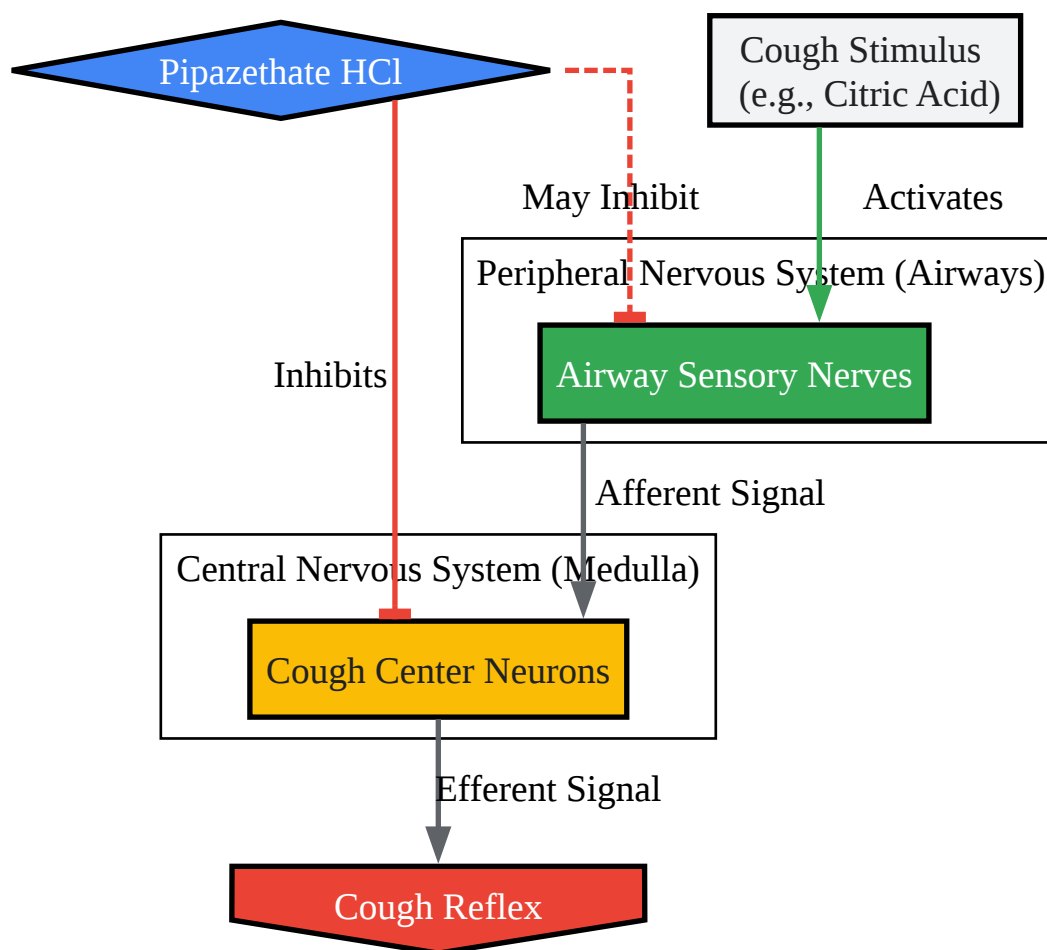 Pipazethate HCl
Cough Stimulus
(e.g., Citric Acid)
May Inhibit
Activates
Peripheral Nervous System (Airways)
Inhibits
Airway Sensory Nerves
Afferent Signal
Central Nervous System (Medulla)
Cough Center Neurons
Efferent Signal
Cough Reflex